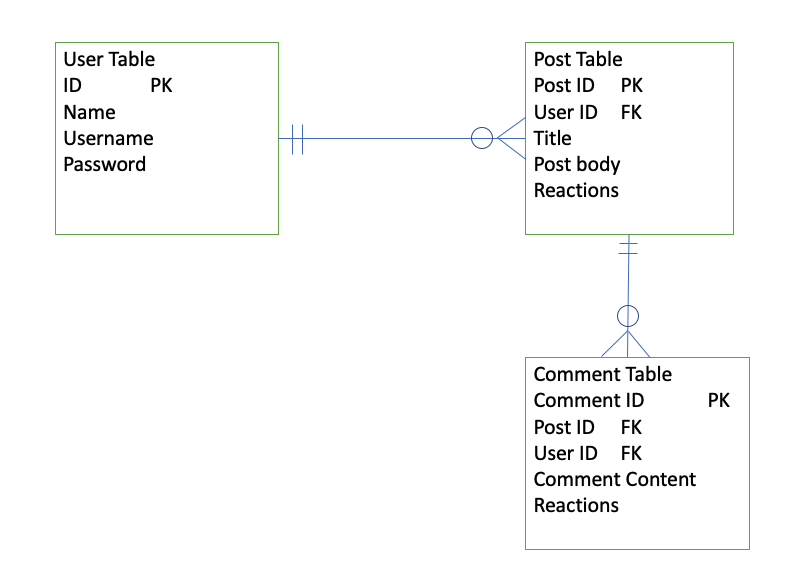 User Table
ID PK
Name
Username
Password
Post Table
Post ID PK
User ID FK
Title
Post body
Reactions
Comment Table
Comment ID PK
Post ID FK
User ID FK
Comment Content
Reactions